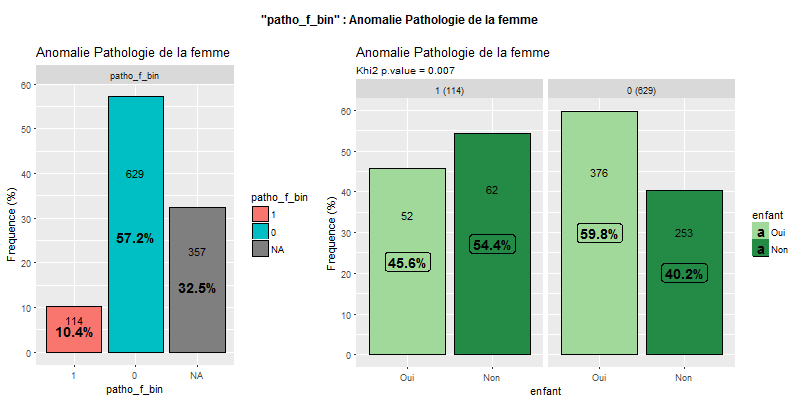 "patho_f_bin" : Anomalie Pathologie de la femme
Anomalie Pathologie de la femme
patho_f_bin
Frequence (%)
60
50
40
30
20
10
0
114
10.4%
629
57.2%
357
32.5%
1
0
NA
patho_f_bin
patho_f_bin
1
0
NA
Anomalie Pathologie de la femme
Khi2 p.value = 0.007
1 (114)
0 (629)
Frequence (%)
60
50
40
30
20
10
0
52
45.6%
62
54.4%
376
59.8%
253
40.2%
Oui
Non
Oui
Non
enfant
enfant
a Oui
a Non